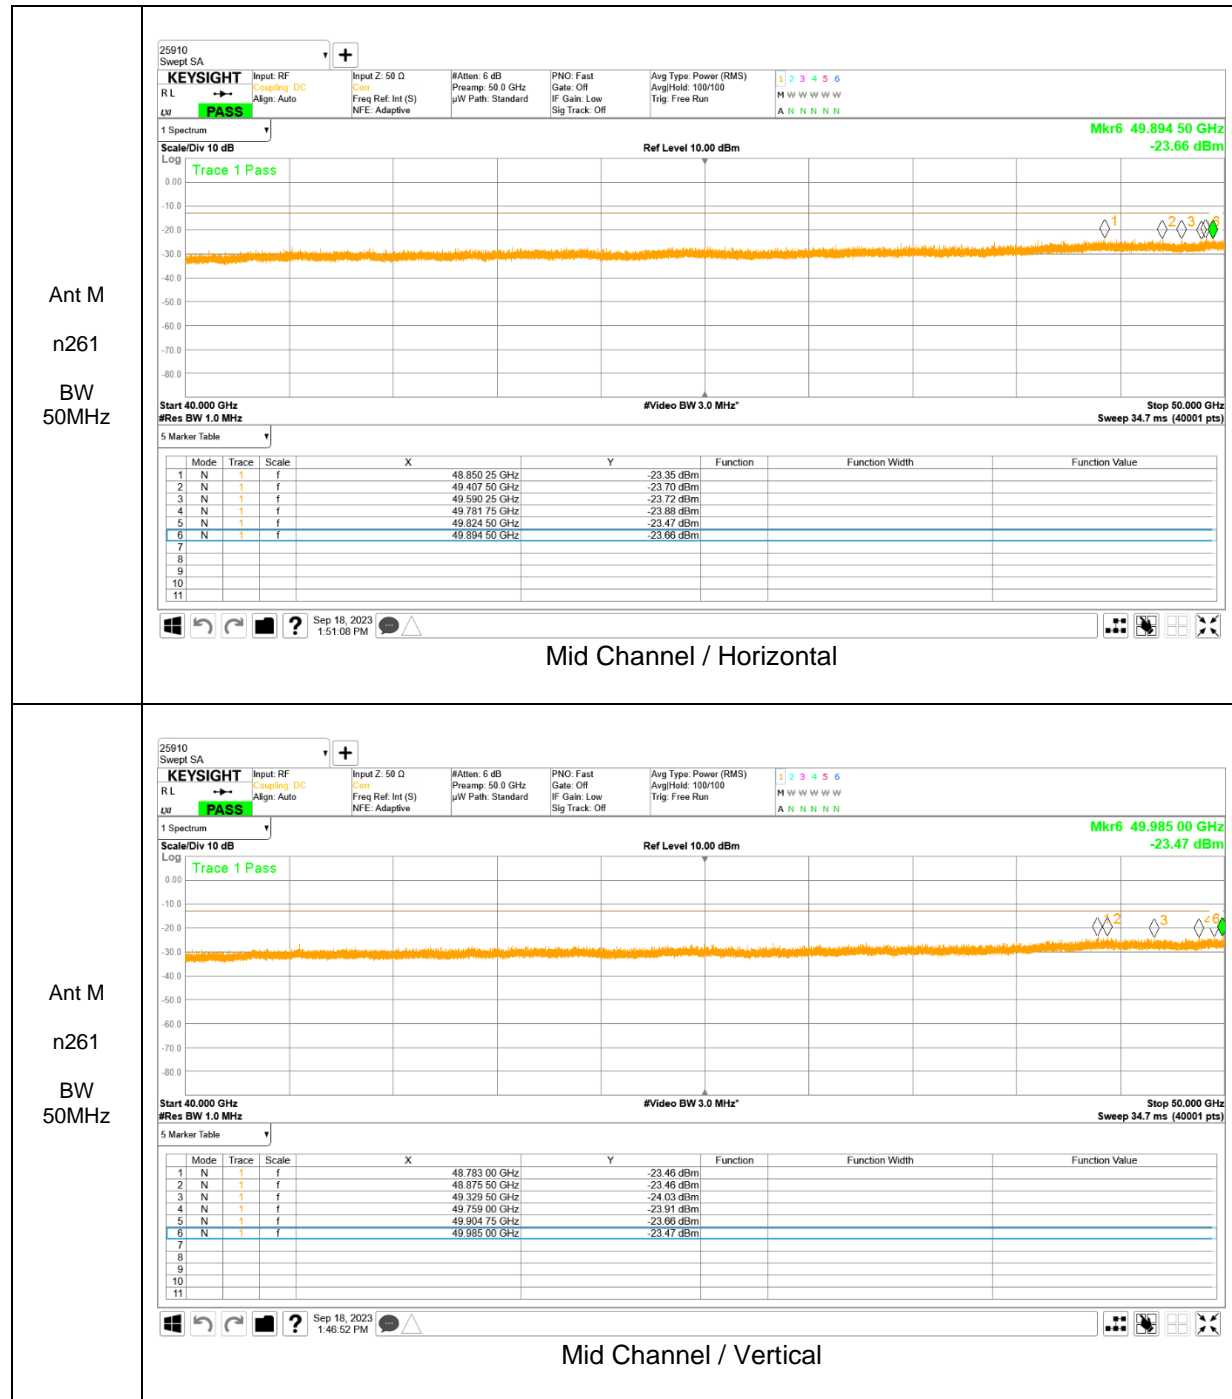 Ant M
n261
BW
50MHz
25910
Swept SA
KEYSIGHT
RL
LXI
PASS
Input: RF
Coupling: DC
Align: Auto
Input Z: 50 Ω
Corr
Freq Ref: Int (S)
NFE: Adaptive
#Atten: 6 dB
Preamp: 50.0 GHz
µW Path: Standard
PNO: Fast
Gate: Off
IF Gain: Low
Sig Track: Off
Avg Type: Power (RMS)
Avg|Hold: 100/100
Trig: Free Run
1 2 3 4 5 6
M W W W W W
A N N N N N
1 Spectrum
Mkr6 49.894 50 GHz
Scale/Div 10 dB
Ref Level 10.00 dBm
-23.66 dBm
Log
Trace 1 Pass
0.00
-10.0
-20.0
-30.0
-40.0
-50.0
-60.0
-70.0
-80.0
1 2 3 6
Start 40.000 GHz
#Video BW 3.0 MHz*
Stop 50.000 GHz
#Res BW 1.0 MHz
Sweep 34.7 ms (40001 pts)
5 Marker Table
Mode Trace Scale X Y Function Function Width Function Value
1 N 1 f 48.850 25 GHz -23.35 dBm
2 N 1 f 49.407 50 GHz -23.70 dBm
3 N 1 f 49.590 25 GHz -23.72 dBm
4 N 1 f 49.781 75 GHz -23.88 dBm
5 N 1 f 49.824 50 GHz -23.47 dBm
6 N 1 f 49.894 50 GHz -23.66 dBm
7
8
9
10
11
?
Sep 18, 2023
1:51:08 PM
Mid Channel / Horizontal
Ant M
n261
BW
50MHz
25910
Swept SA
KEYSIGHT
RL
LXI
PASS
Input: RF
Coupling: DC
Align: Auto
Input Z: 50 Ω
Corr
Freq Ref: Int (S)
NFE: Adaptive
#Atten: 6 dB
Preamp: 50.0 GHz
µW Path: Standard
PNO: Fast
Gate: Off
IF Gain: Low
Sig Track: Off
Avg Type: Power (RMS)
Avg|Hold: 100/100
Trig: Free Run
1 2 3 4 5 6
M W W W W W
A N N N N N
1 Spectrum
Mkr6 49.985 00 GHz
Scale/Div 10 dB
Ref Level 10.00 dBm
-23.47 dBm
Log
Trace 1 Pass
0.00
-10.0
-20.0
-30.0
-40.0
-50.0
-60.0
-70.0
-80.0
1 2 3 4 6
Start 40.000 GHz
#Video BW 3.0 MHz*
Stop 50.000 GHz
#Res BW 1.0 MHz
Sweep 34.7 ms (40001 pts)
5 Marker Table
Mode Trace Scale X Y Function Function Width Function Value
1 N 1 f 48.783 00 GHz -23.46 dBm
2 N 1 f 48.875 50 GHz -23.46 dBm
3 N 1 f 49.329 50 GHz -24.03 dBm
4 N 1 f 49.759 00 GHz -23.91 dBm
5 N 1 f 49.904 75 GHz -23.66 dBm
6 N 1 f 49.985 00 GHz -23.47 dBm
7
8
9
10
11
?
Sep 18, 2023
1:46:52 PM
Mid Channel / Vertical